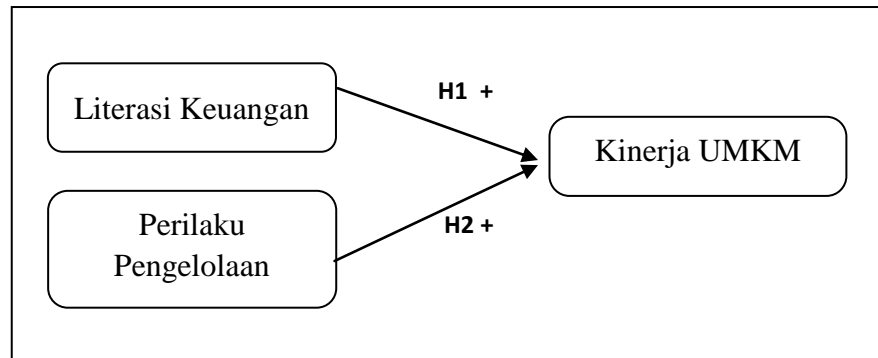 Literasi Keuangan
H1 +
Kinerja UMKM
Perilaku
Pengelolaan
H2 +